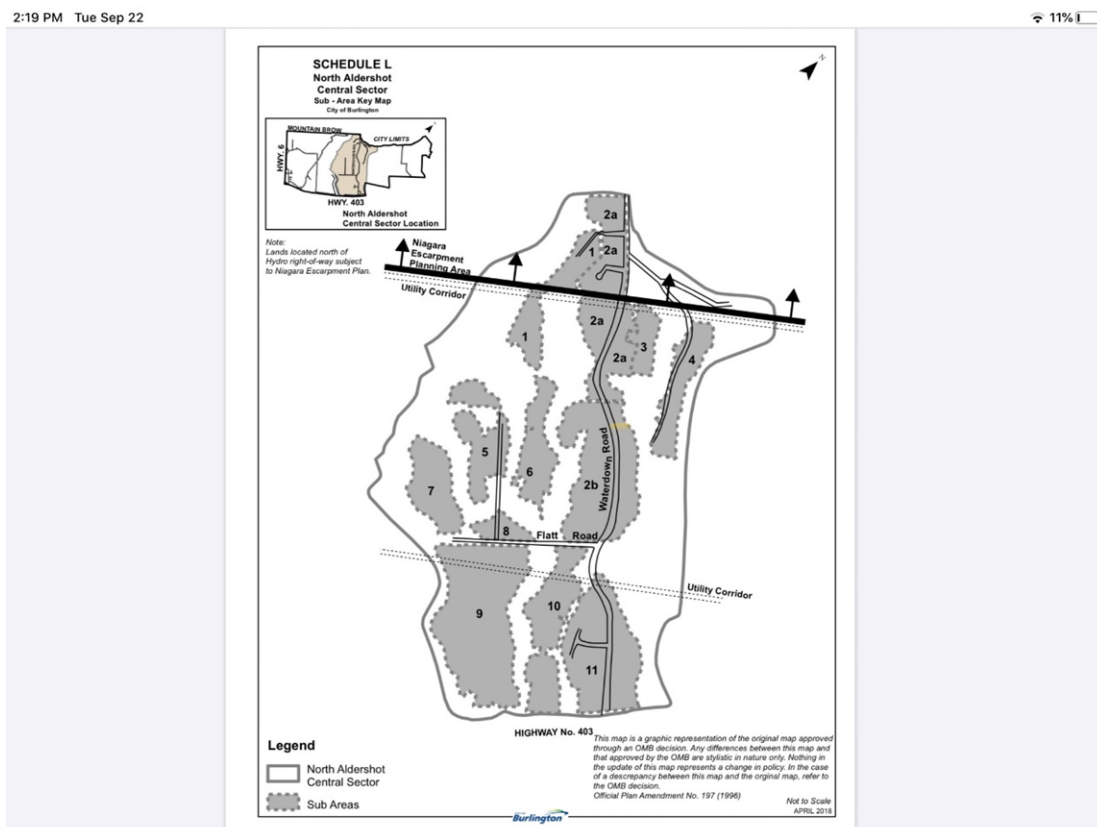 2:19 PM Tue Sep 22
11%
SCHEDULE L
North Aldershot
Central Sector
Sub - Area Key Map
City of Burlington
N
MOUNTAIN BROW
CITY LIMITS
HWY. 6
HWY. 403
North Aldershot
Central Sector Location
Note:
Lands located north of
Hydro right-of-way subject
to Niagara Escarpment Plan.
Niagara
Escarpment
Planning Area
Utility Corridor
2a
1
2a
2a
1
2a
3
4
5
6
7
2b
Waterdown Road
8
Flatt Road
Utility Corridor
9
10
11
HIGHWAY No. 403
This map is a graphic representation of the original map approved
through an OMB decision. Any differences between this map and
that approved by the OMB are stylistic in nature only. Nothing in
the update of this map represents a change in policy. In the case
of a descrepancy between this map and the orginal map, refer to
the OMB decision.
Official Plan Amendment No. 197 (1996)
Legend
North Aldershot
Central Sector
Sub Areas
Not to Scale
APRIL 2018
Burlington